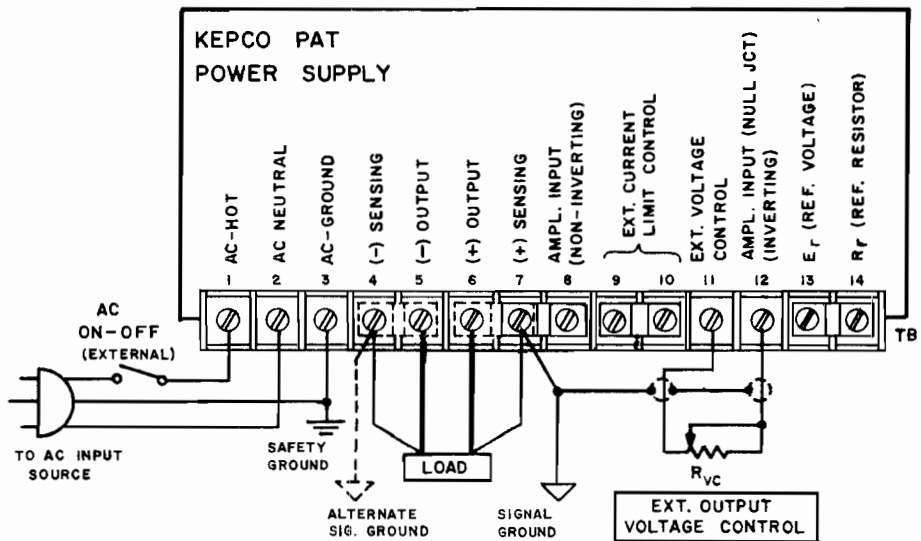 KEPCO PAT
POWER SUPPLY
AC-HOT
AC NEUTRAL
AC-GROUND
(-) SENSING
(-) OUTPUT
(+) OUTPUT
(+) SENSING
AMPL. INPUT
(NON-INVERTING)
EXT. CURRENT
LIMIT CONTROL
EXT. VOLTAGE
CONTROL
AMPL. INPUT (NULL JCT)
(INVERTING)
Er (REF. VOLTAGE)
Rr (REF. RESISTOR)
1 2 3 4 5 6 7 8 9 10 11 12 13 14
TB
AC
ON-OFF
(EXTERNAL)
TO AC INPUT
SOURCE
SAFETY
GROUND
LOAD
ALTERNATE
SIG. GROUND
SIGNAL
GROUND
RVC
EXT. OUTPUT
VOLTAGE CONTROL